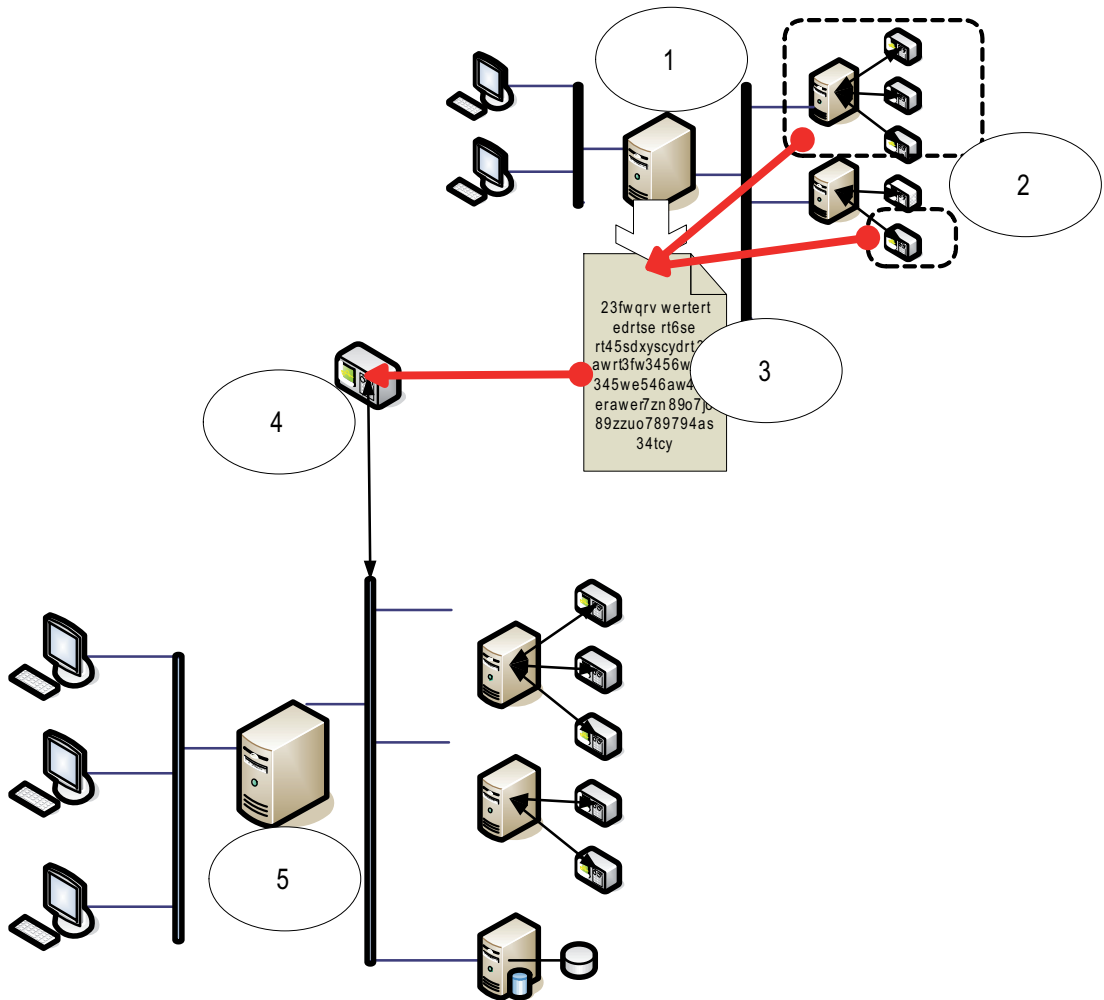 1
2
23fwqrv wertert
edrtse rt6se
rt45sdxyscydrt
awrt3fw3456w
345we546aw4
erawer7zn 89o7j
89zzuo789794as
34tcy
3
4
5